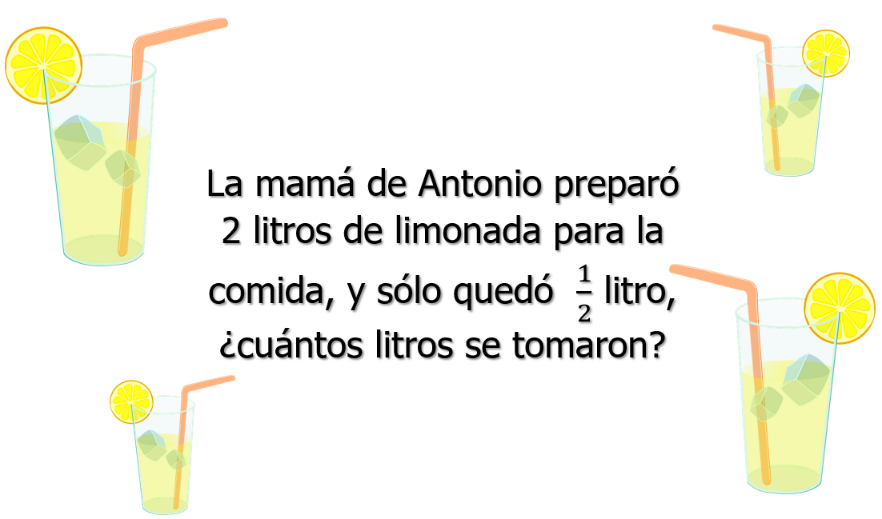 La mamá de Antonio preparó
2 litros de limonada para la
comida, y sólo quedó 1/2 litro,
¿cuántos litros se tomaron?